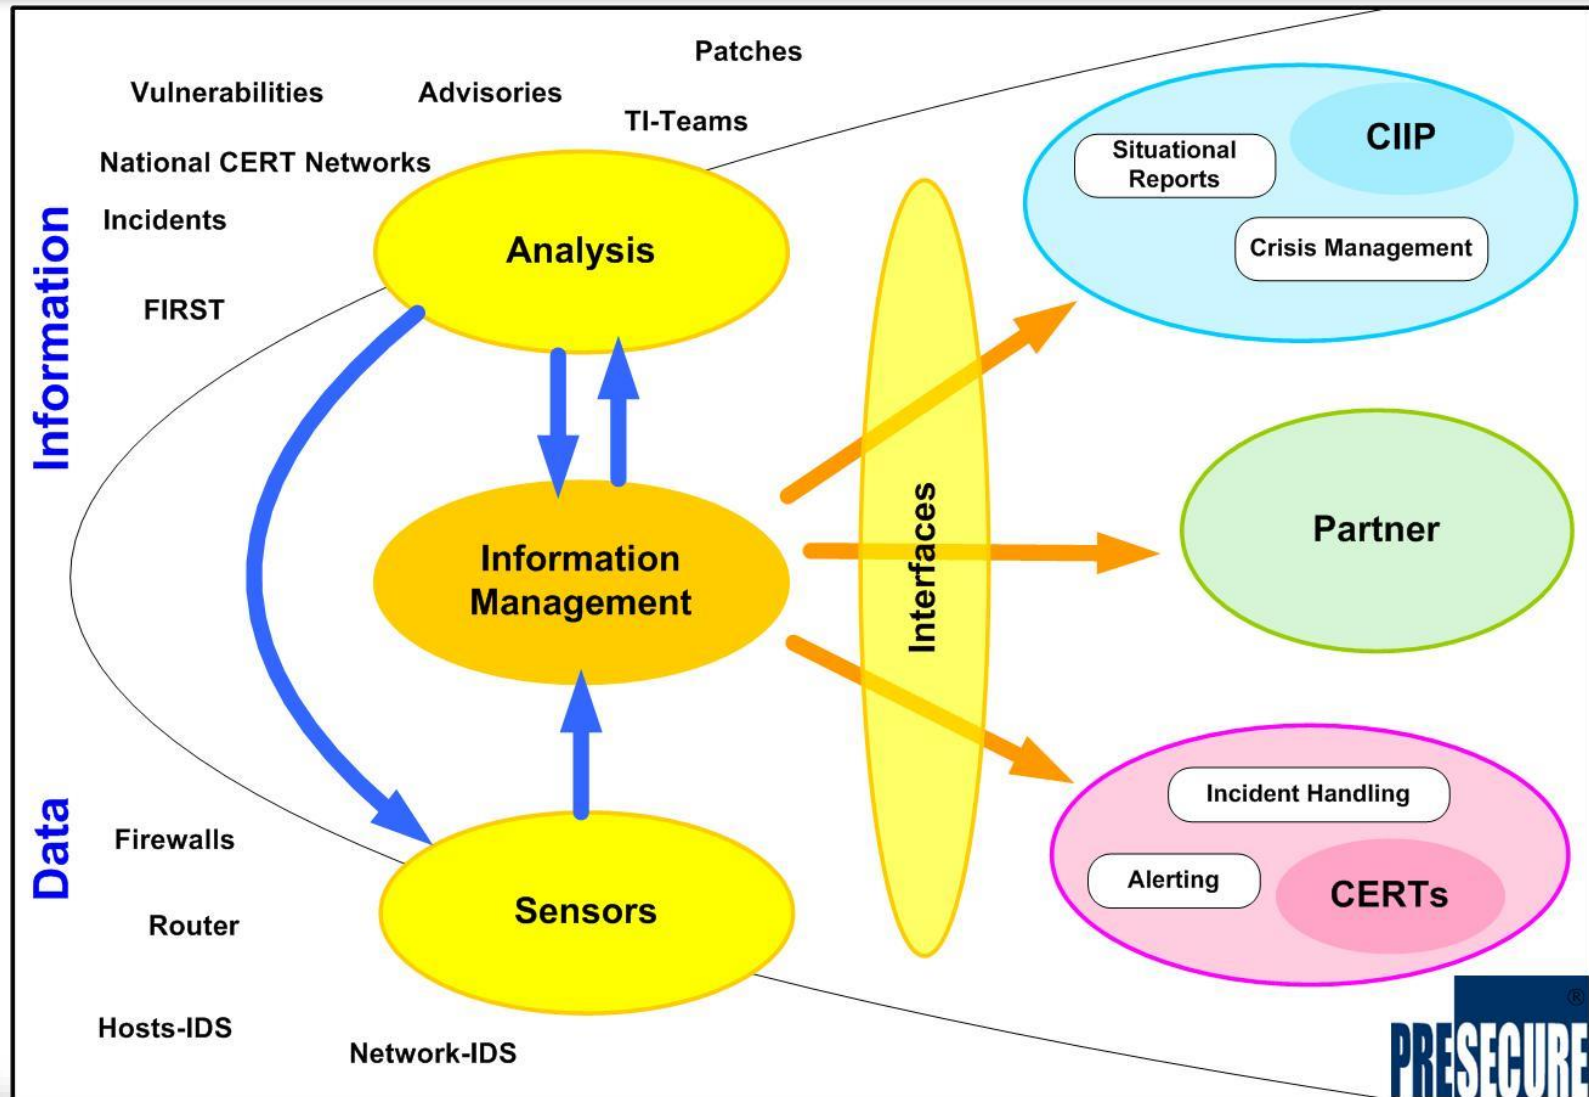 Patches
Vulnerabilities
Advisories
TI-Teams
National CERT Networks
Incidents
FIRST
Information
Analysis
Information
Management
Sensors
Data
Firewalls
Router
Hosts-IDS
Network-IDS
Interfaces
CIIP
Situational
Reports
Crisis Management
Partner
Incident Handling
Alerting
CERTs
®
PRESECURE